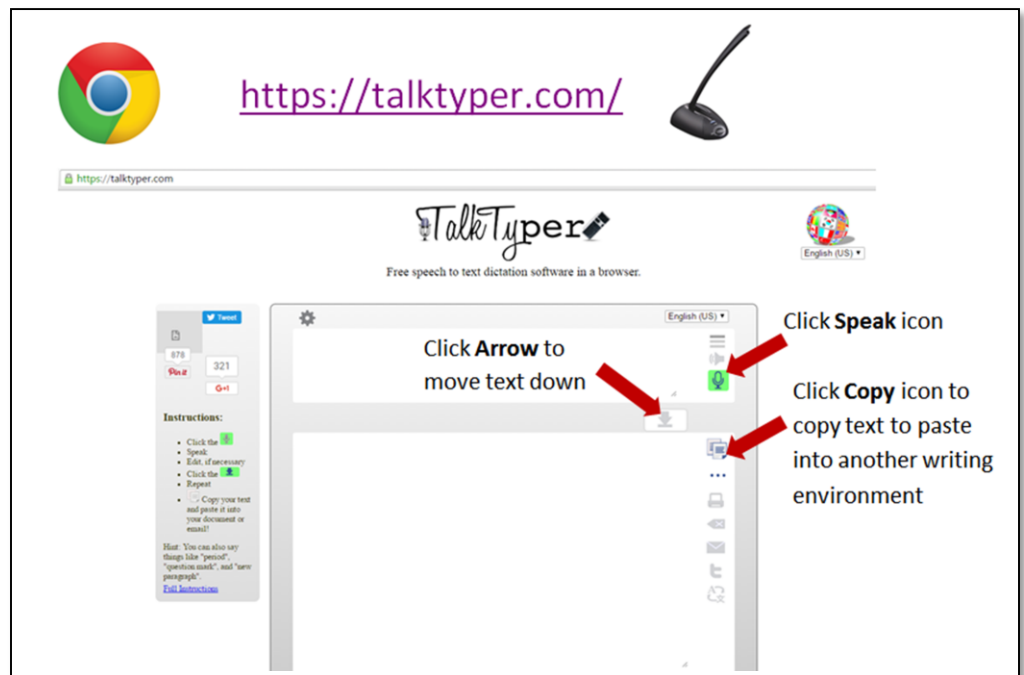 https://talktyper.com/
https://talktyper.com
TalkTyper
English (US)
Free speech to text dictation software in a browser.
Tweet
878
Pin it
321
G+1
Instructions:
Click the
Speak
Edit, if necessary
Click the
Repeat
Copy your text
and paste it into
your document or
email!
Hint: You can also say
things like "period",
"question mark", and "new
paragraph".
Full Instructions
English (US)
Click Arrow to
move text down
Click Speak icon
Click Copy icon to
copy text to paste
into another writing
environment